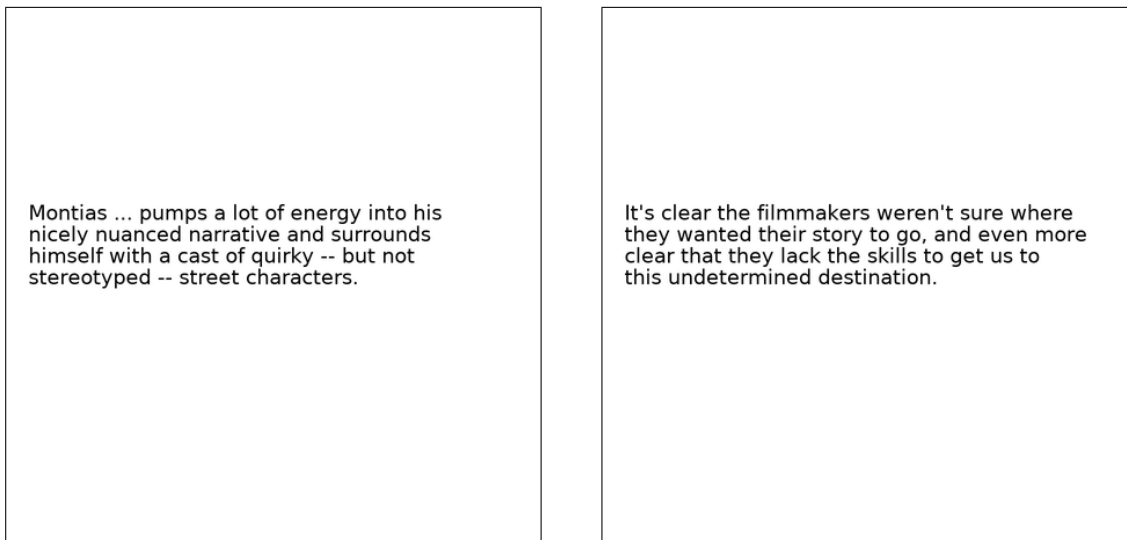 Montias ... pumps a lot of energy into his
nicely nuanced narrative and surrounds
himself with a cast of quirky -- but not
stereotyped -- street characters.
It's clear the filmmakers weren't sure where
they wanted their story to go, and even more
clear that they lack the skills to get us to
this undetermined destination.